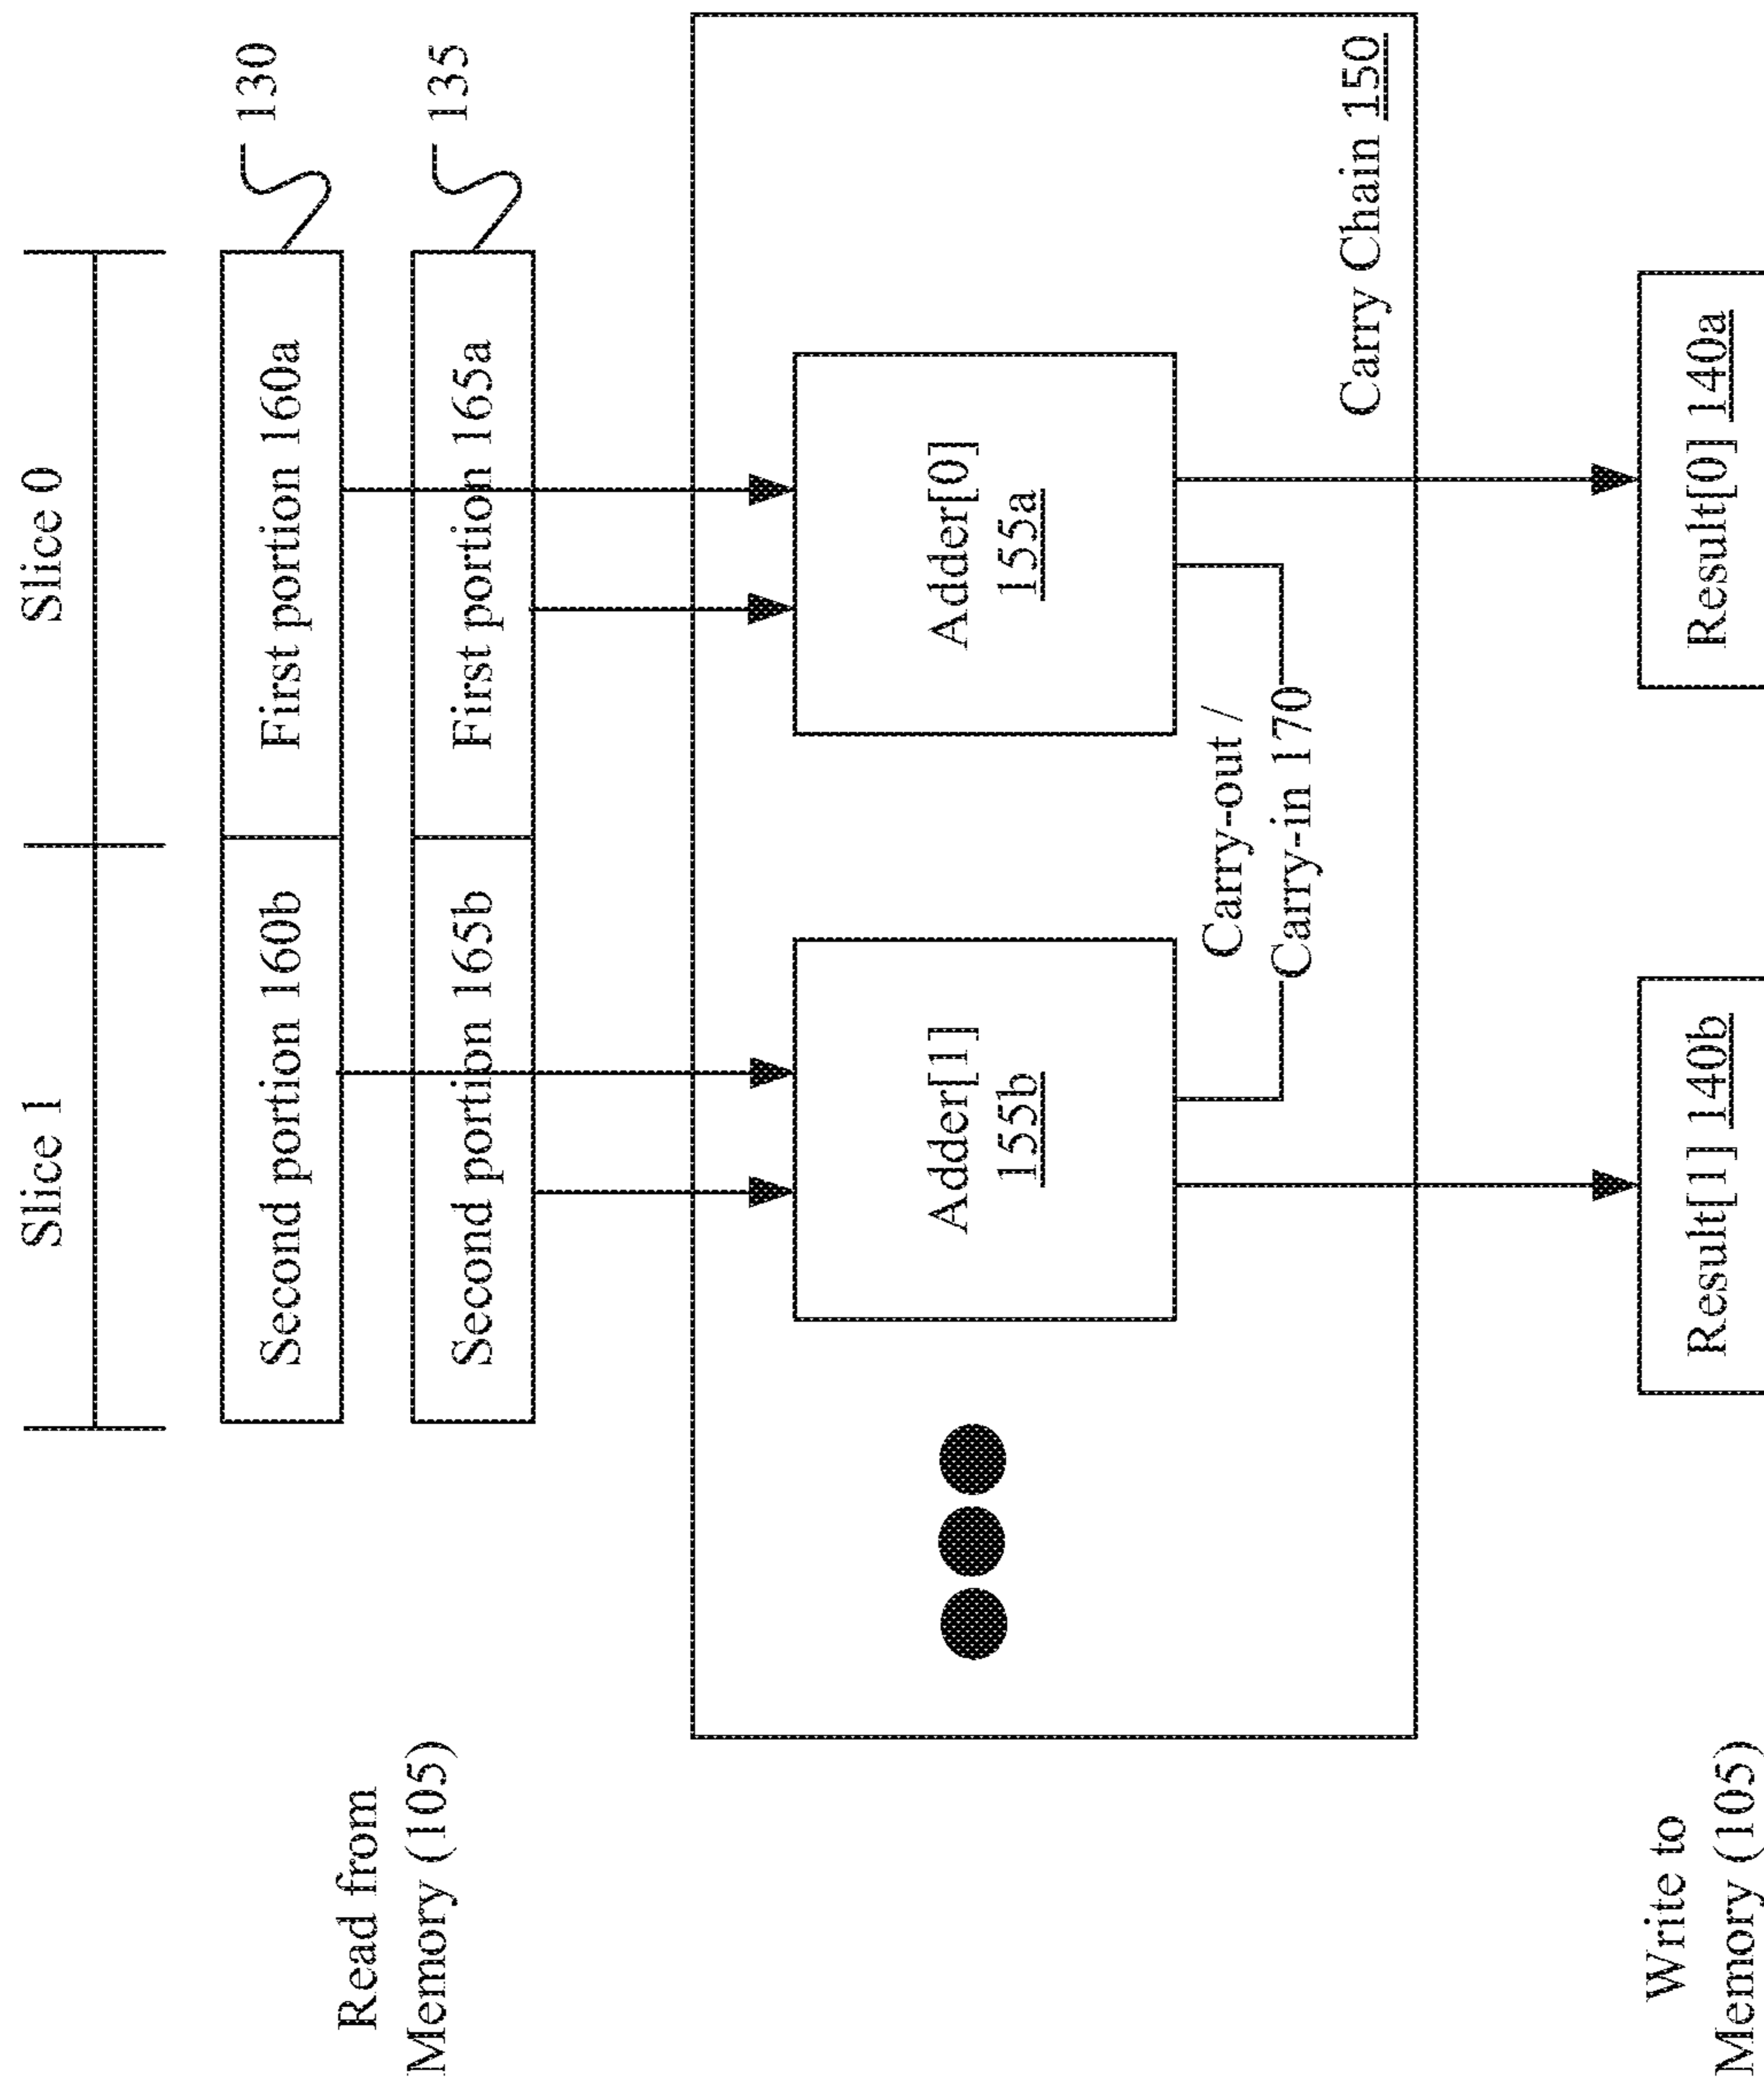 Slice 1
Slice 0
130
Second portion 160b
First portion 160a
Read from
Memory (105)
135
Second portion 165b
First portion 165a
Adder[1]
155b
Adder[0]
155a
Carry-out /
Carry-in 170
Carry Chain 150
Write to
Memory (105)
Result[1] 140b
Result[0] 140a